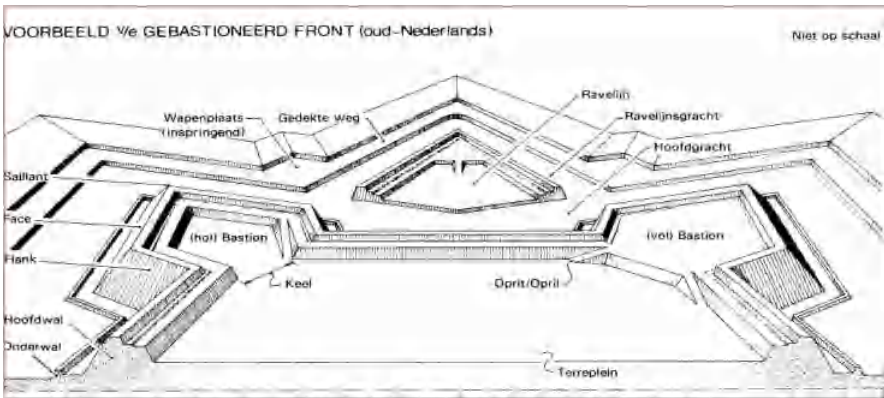 VOORBEELD v/e GEBASTIONEERD FRONT (oud-Nederlands)
Niet op schaal
Ravelijn
Wapenplaats
(inspringend)
Gedekte weg
Ravelijnsgracht
Hoofdgracht
Saillant
Face
(hol) Bastion
(vol) Bastion
Flank
Keel
Oprit/Opril
Hoofdwal
Onderwal
Terreplein